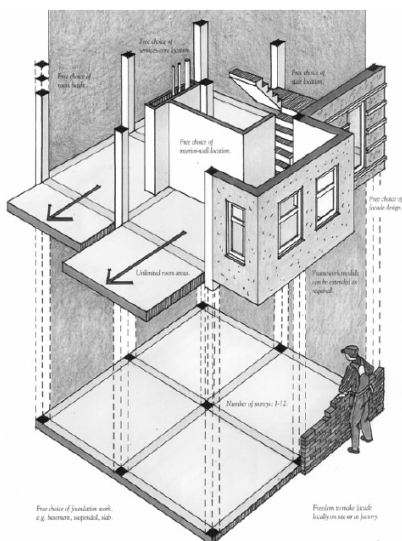 Free choice of
services-core location.
Free choice of
room height.
Free choice of
stair location.
Free choice of
interior-wall location.
Free choice of
facade design.
Unlimited room areas.
Framework module
can be extended as
required.
Number of storeys: 1-12.
Free choice of foundation work,
e.g. basement, suspended, slab.
Freedom to make facade
locally on site or in factory.